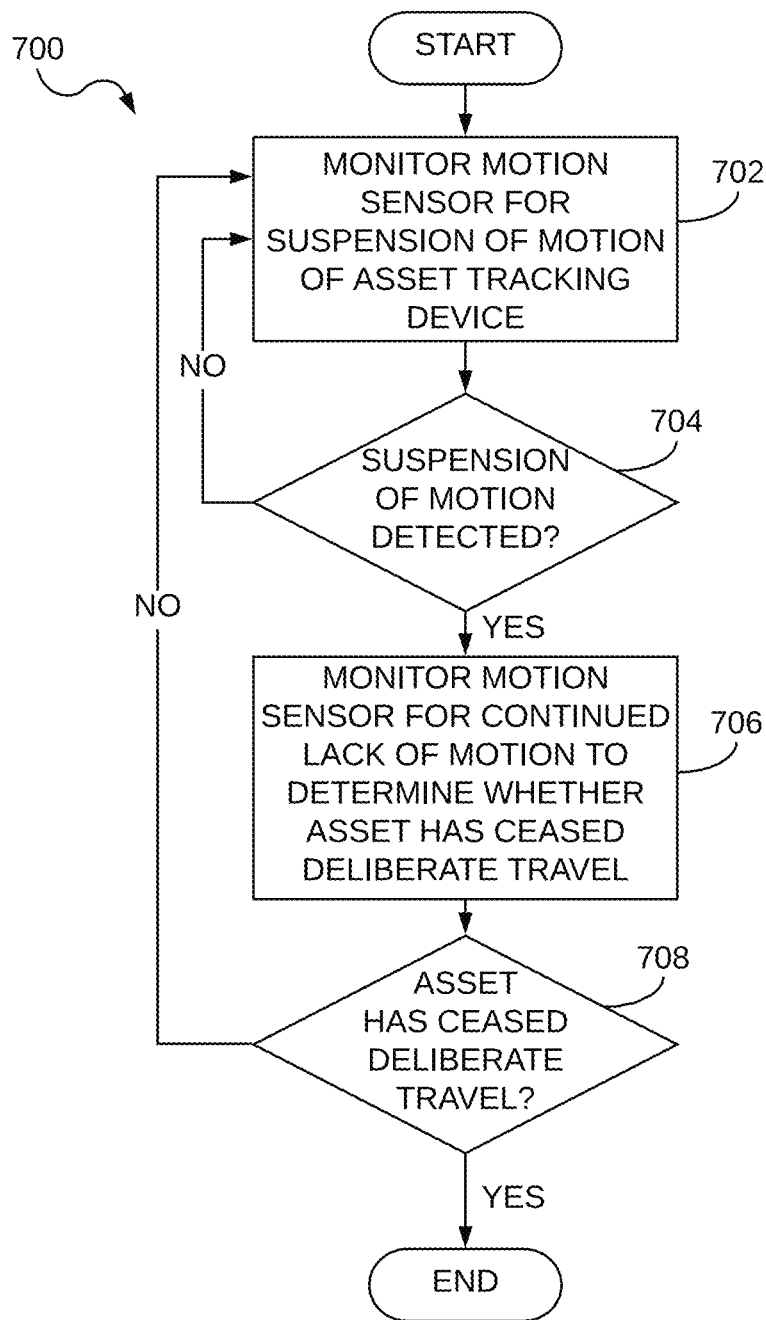 700
START
MONITOR MOTION
SENSOR FOR
SUSPENSION OF MOTION
OF ASSET TRACKING
DEVICE
702
NO
704
SUSPENSION
OF MOTION
DETECTED?
NO
YES
MONITOR MOTION
SENSOR FOR CONTINUED
LACK OF MOTION TO
DETERMINE WHETHER
ASSET HAS CEASED
DELIBERATE TRAVEL
706
708
ASSET
HAS CEASED
DELIBERATE
TRAVEL?
YES
END